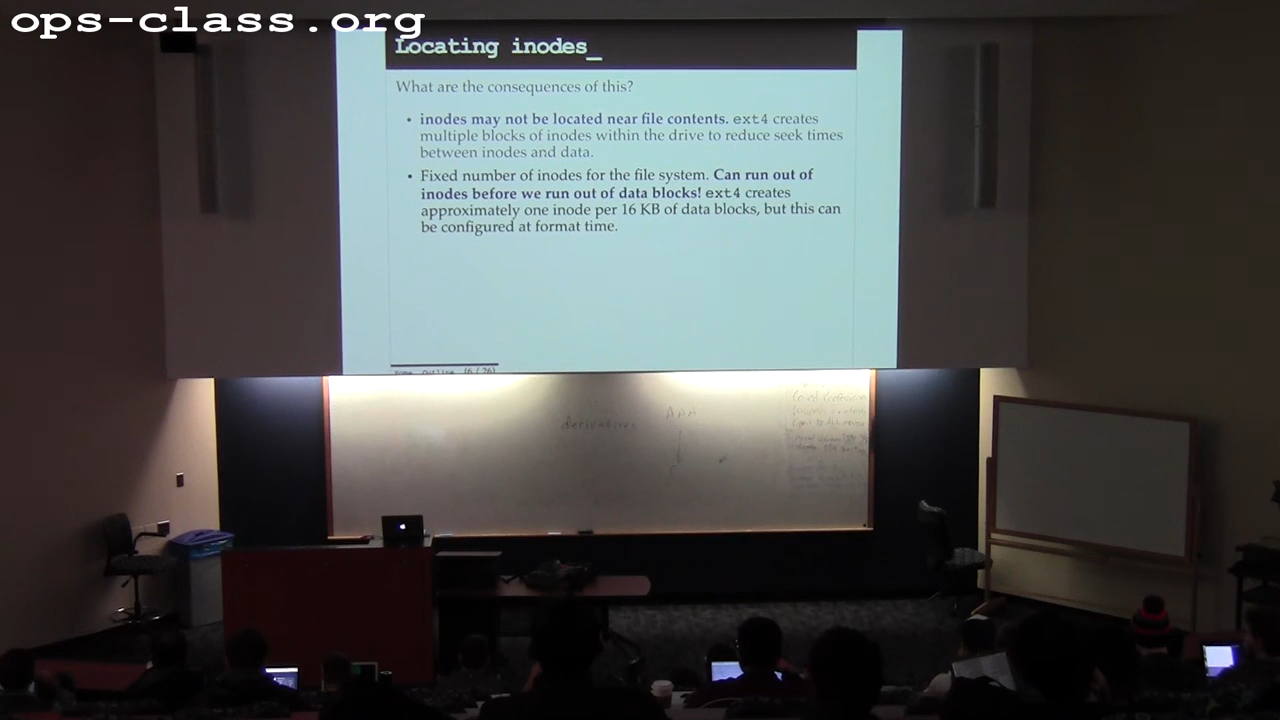 ops-class.org
Locating inodes_
What are the consequences of this?
• inodes may not be located near file contents. ext4 creates
multiple blocks of inodes within the drive to reduce seek times
between inodes and data.
• Fixed number of inodes for the file system. Can run out of
inodes before we run out of data blocks! ext4 creates
approximately one inode per 16 KB of data blocks, but this can
be configured at format time.
derivatives